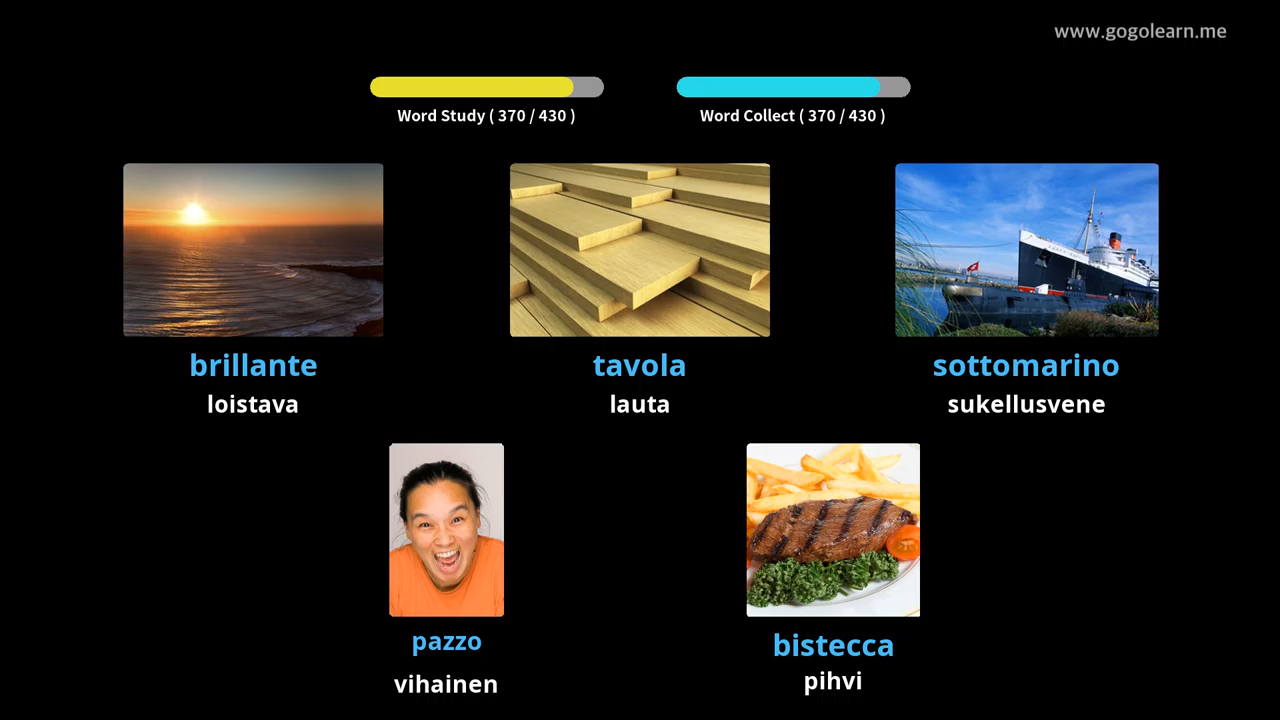 www.gogolearn.me
Word Study ( 370 / 430 )
Word Collect ( 370 / 430 )
brillante
loistava
tavola
lauta
sottomarino
sukellusvene
pazzo
vihainen
bistecca
pihvi